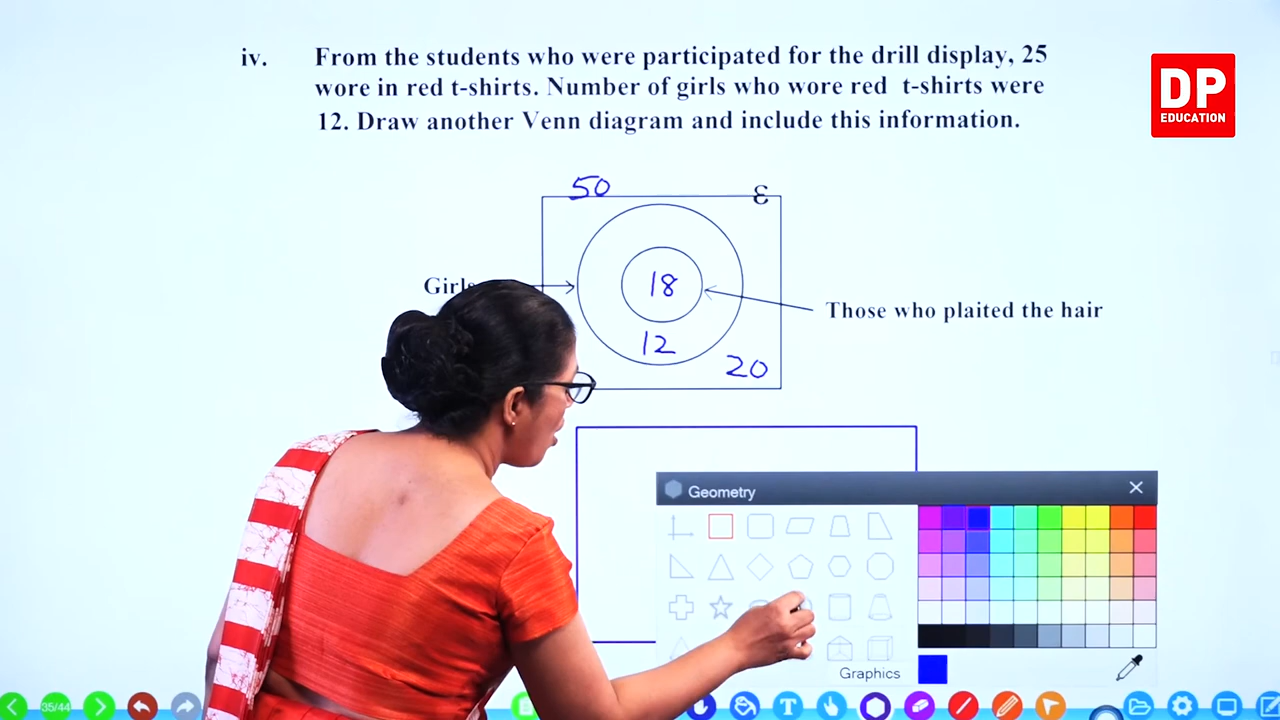 iv. From the students who were participated for the drill display, 25
wore in red t-shirts. Number of girls who wore red t-shirts were
12. Draw another Venn diagram and include this information.
DP
EDUCATION
50
ε
Girls
18
Those who plaited the hair
12
20
Geometry
Graphics
35/44
T